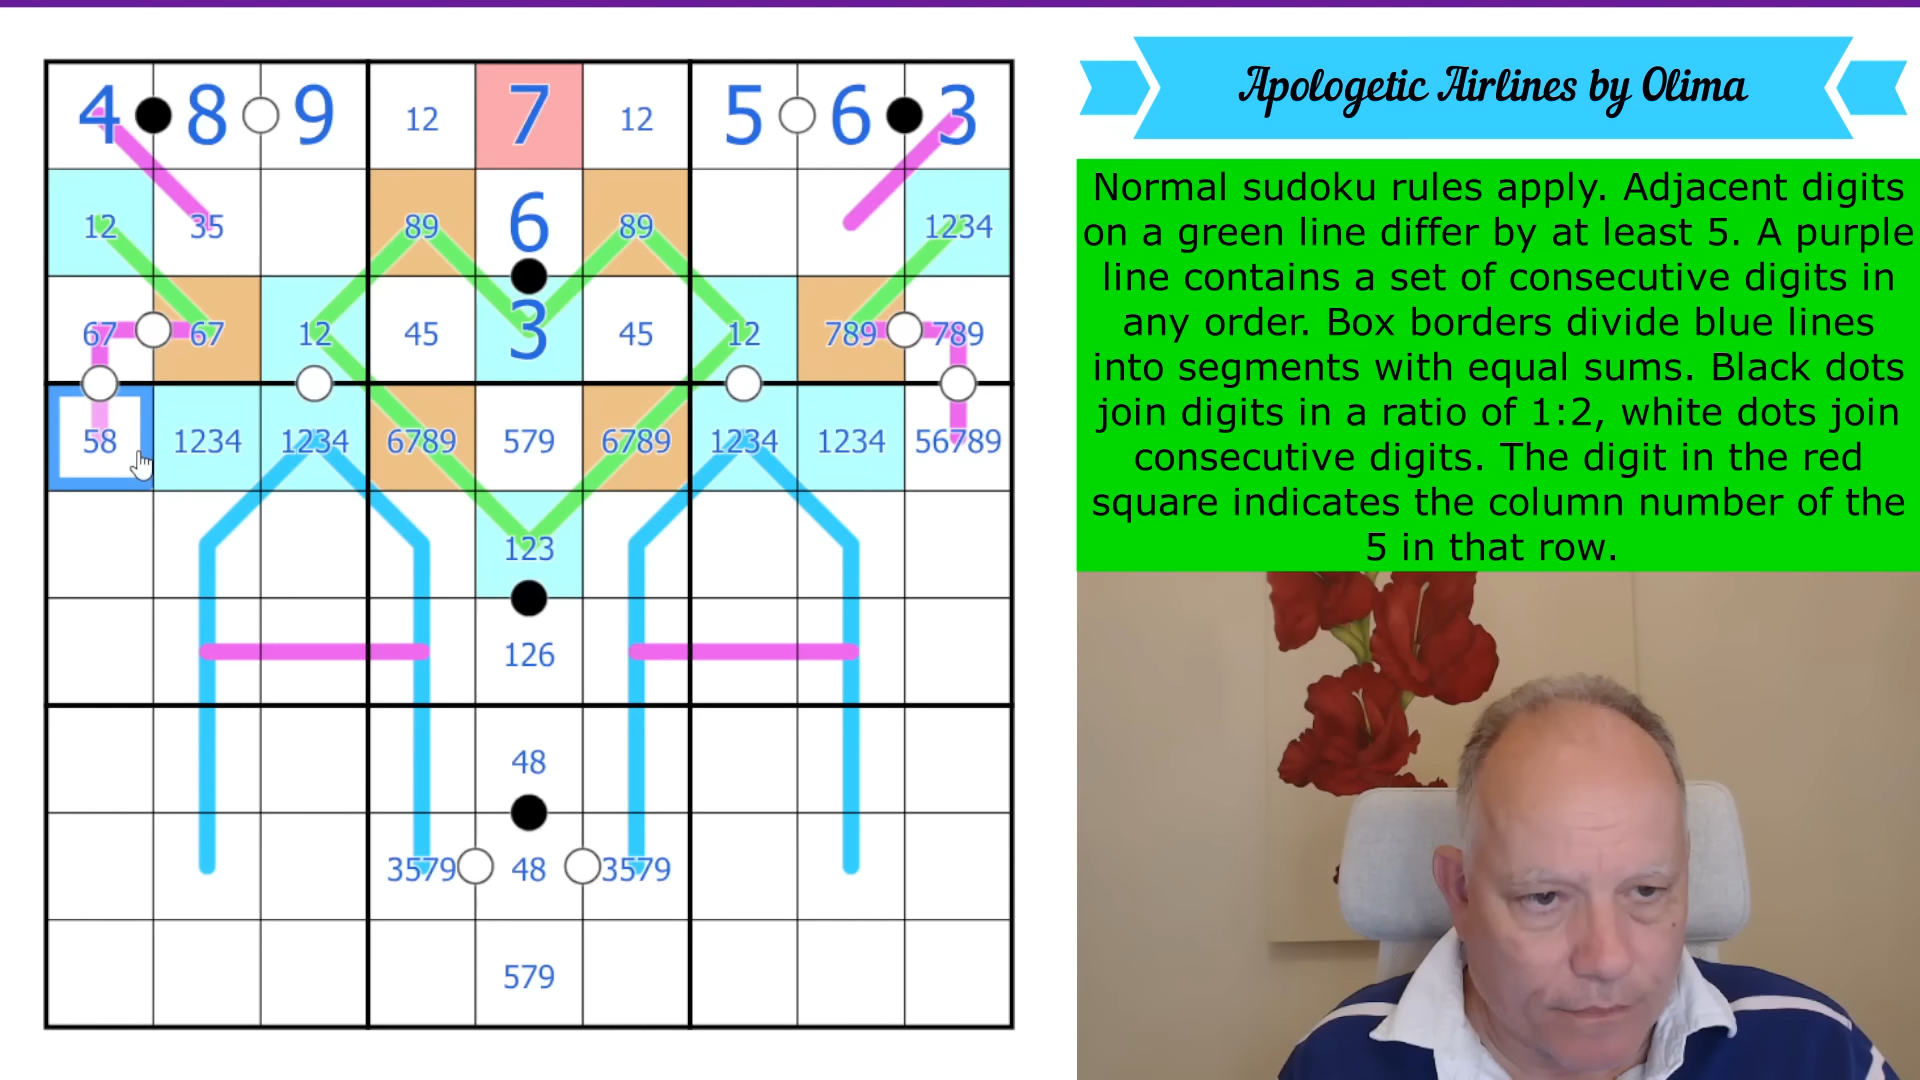 Apologetic Airlines by Olima
Normal sudoku rules apply. Adjacent digits
on a green line differ by at least 5. A purple
line contains a set of consecutive digits in
any order. Box borders divide blue lines
into segments with equal sums. Black dots
join digits in a ratio of 1:2, white dots join
consecutive digits. The digit in the red
square indicates the column number of the
5 in that row.
4 8 9 12 7 12 5 6 3
12 35 89 6 89 1234
67 67 12 45 3 45 12 789 789
58 1234 1234 6789 579 6789 1234 1234 56789
123
126
48
3579 48 3579
579